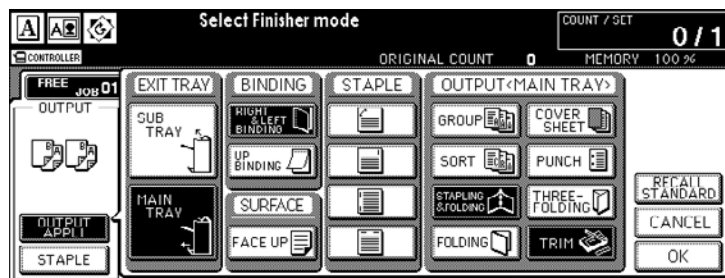 Select Finisher mode
COUNT / SET
0 / 1
CONTROLLER
ORIGINAL COUNT 0 MEMORY 100 %
FREE JOB 01
OUTPUT
OUTPUT
APPLI
STAPLE
EXIT TRAY
SUB
TRAY
MAIN
TRAY
BINDING
RIGHT
&LEFT
BINDING
UP
BINDING
SURFACE
FACE UP
STAPLE
OUTPUT<MAIN TRAY>
GROUP
COVER
SHEET
SORT
PUNCH
STAPLING
&FOLDING
THREE-
FOLDING
FOLDING
TRIM
RECALL
STANDARD
CANCEL
OK